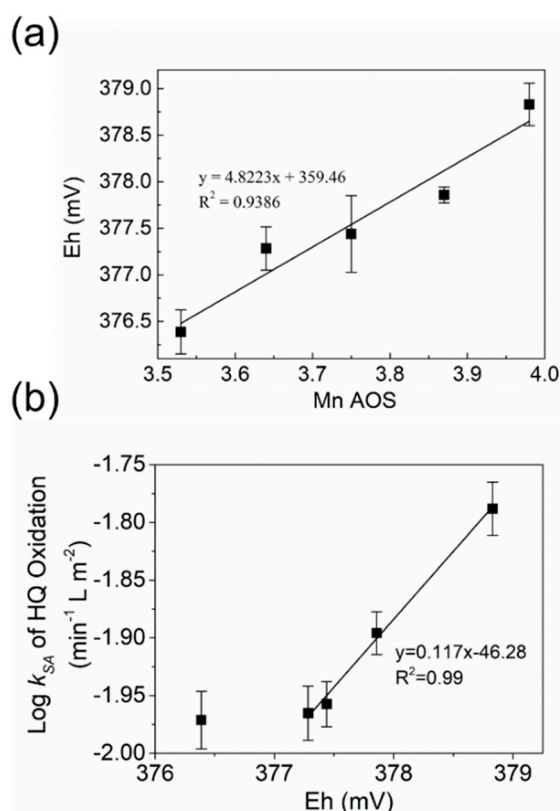 (a)
379.0
378.5
378.0
377.5
377.0
376.5
Eh (mV)
y = 4.8223x + 359.46
R² = 0.9386
3.5 3.6 3.7 3.8 3.9 4.0
Mn AOS
(b)
-1.75
-1.80
-1.85
-1.90
-1.95
-2.00
Log k_SA of HQ Oxidation
(min⁻¹ L m⁻²)
y=0.117x-46.28
R²=0.99
376 377 378 379
Eh (mV)